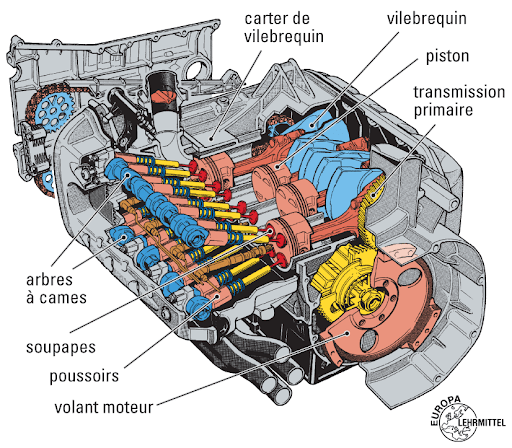 carter de
vilebrequin
vilebrequin
piston
transmission
primaire
arbres
à cames
soupapes
poussoirs
volant moteur
EUROPA
LEHRMITTEL